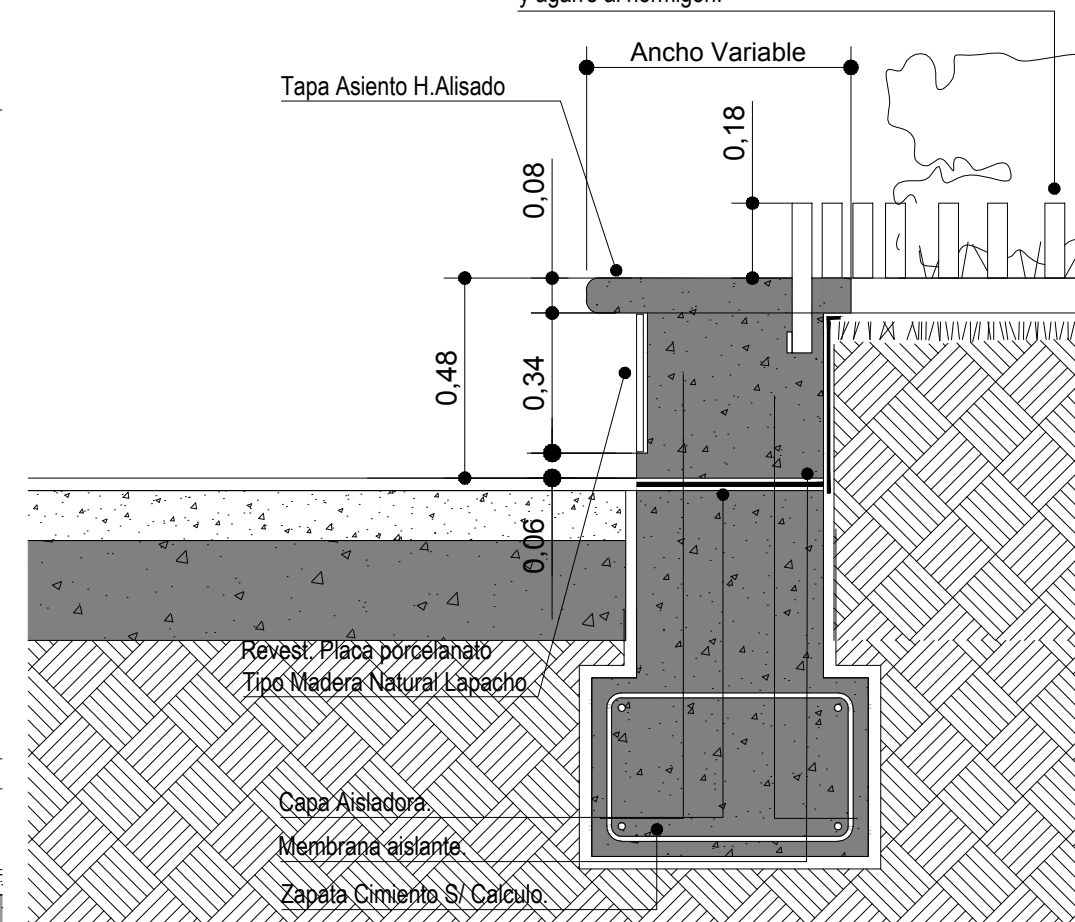 y agarre al hormigón.
Ancho Variable
Tapa Asiento H.Alisado
0,18
0,08
0,48
0,34
0,06
Revest. Placa porcelanato
Tipo Madera Natural Lapacho
Capa Aisladora.
Membrana aislante.
Zapata Cimiento S/ Calculo.